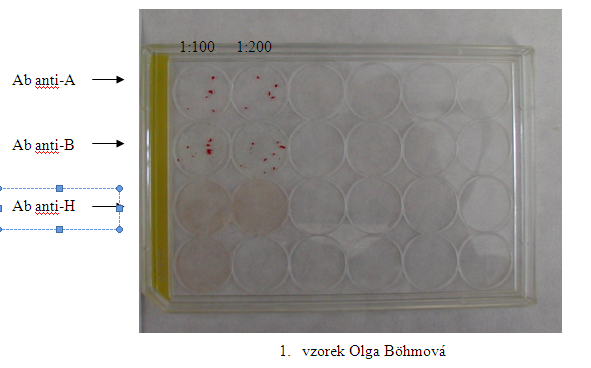 1:100 1:200
Ab anti-A
Ab anti-B
Ab anti-H
1. vzorek Olga Böhmová